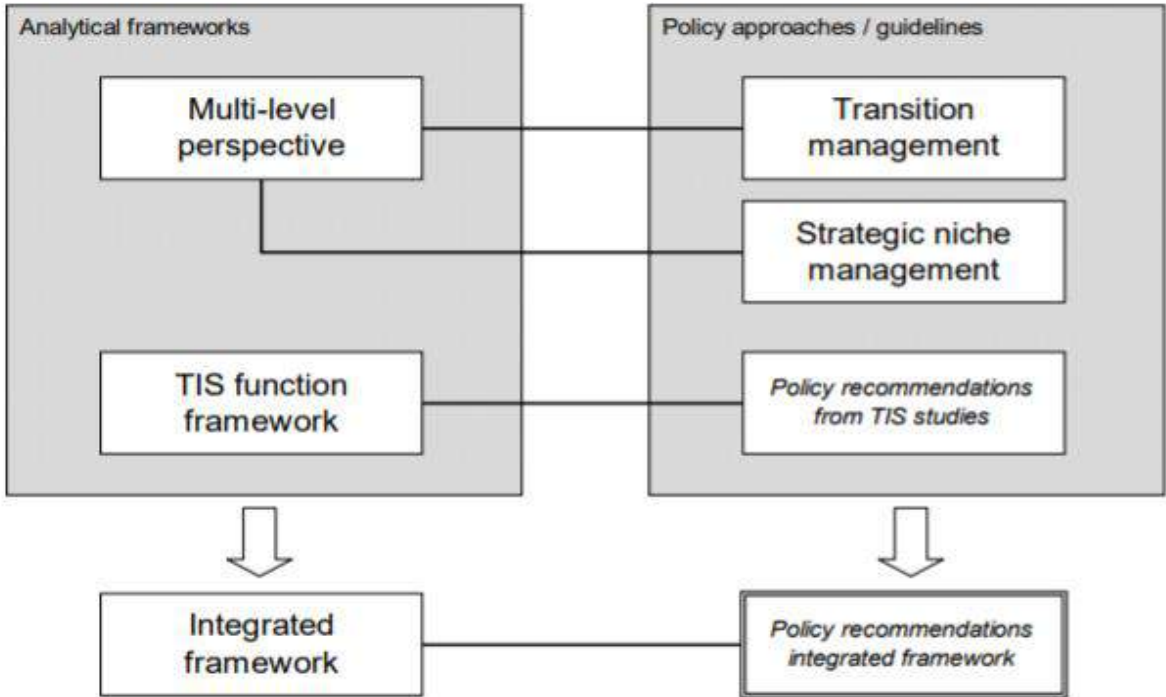 Analytical frameworks
Policy approaches / guidelines
Multi-level
perspective
Transition
management
Strategic niche
management
TIS function
framework
Policy recommendations
from TIS studies
Integrated
framework
Policy recommendations
integrated framework